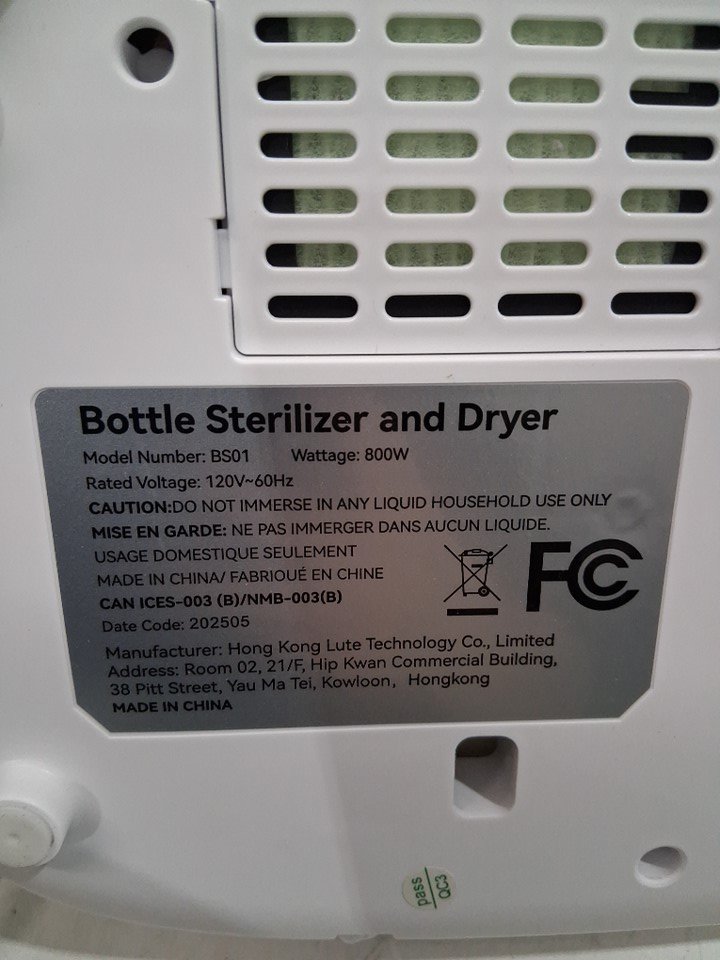 Bottle Sterilizer and Dryer
Model Number: BS01 Wattage: 800W
Rated Voltage: 120V~60Hz
CAUTION:DO NOT IMMERSE IN ANY LIQUID HOUSEHOLD USE ONLY
MISE EN GARDE: NE PAS IMMERGER DANS AUCUN LIQUIDE.
USAGE DOMESTIQUE SEULEMENT
MADE IN CHINA/ FABRIOUÉ EN CHINE
CAN ICES-003 (B)/NMB-003(B)
Date Code: 202505
FC
Manufacturer: Hong Kong Lute Technology Co., Limited
Address: Room 02, 21/F, Hip Kwan Commercial Building,
38 Pitt Street, Yau Ma Tei, Kowloon, Hongkong
MADE IN CHINA
pass
QC3